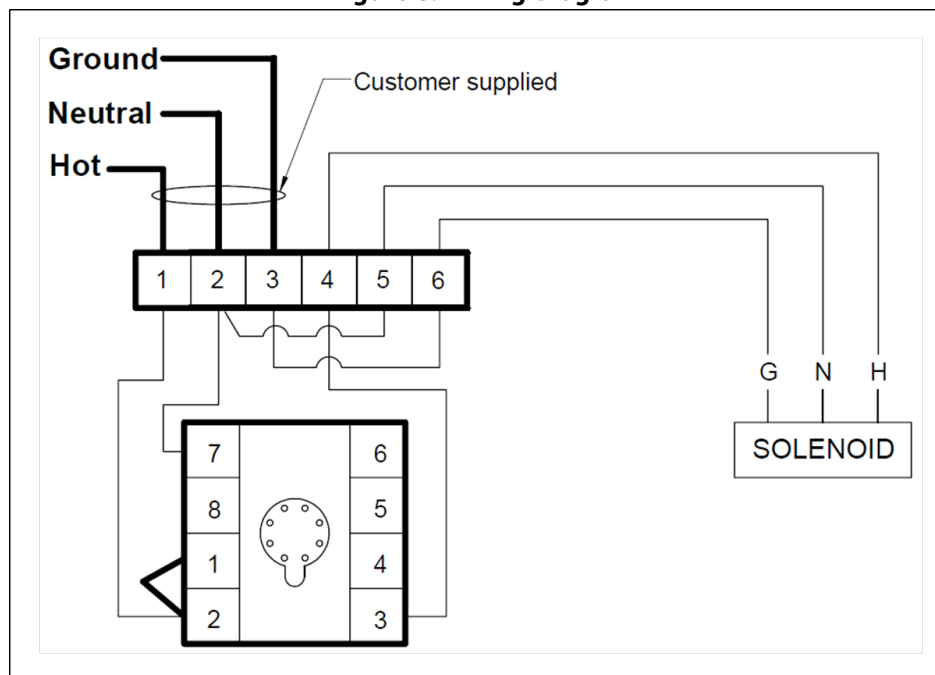 Ground
Customer supplied
Neutral
Hot
1 2 3 4 5 6
G N H
SOLENOID
7 6
8 5
1 4
2 3